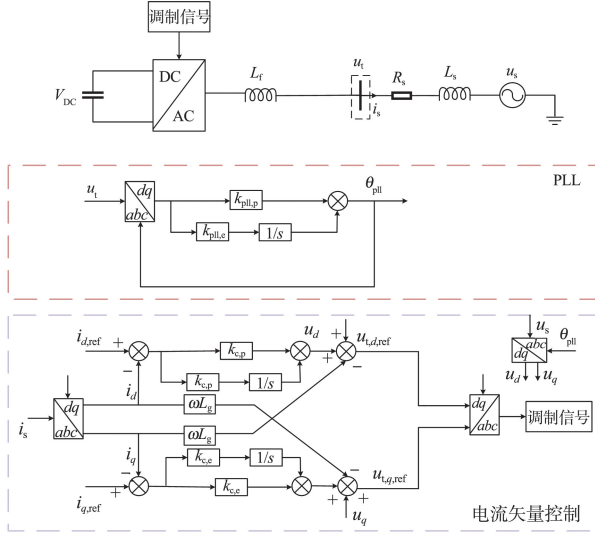 调制信号
V_DC
DC
AC
L_f
u_t
i_s
R_s
L_s
u_s
PLL
u_t
dq
abc
k_pll,p
k_pll,e
1/s
θ_pll
i_d,ref
+
−
k_c,p
k_c,p
1/s
u_d
+
+
−
u_t,d,ref
i_d
i_s
dq
abc
ωL_g
ωL_g
i_q
−
+
i_q,ref
k_c,e
1/s
k_c,e
−
+
+
u_t,q,ref
u_q
u_s
abc
dq
θ_pll
u_d
u_q
dq
abc
调制信号
电流矢量控制